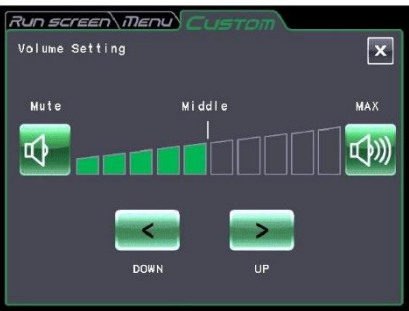 Run screen Menu Custom
Volume Setting
X
Mute Middle MAX
< >
DOWN UP